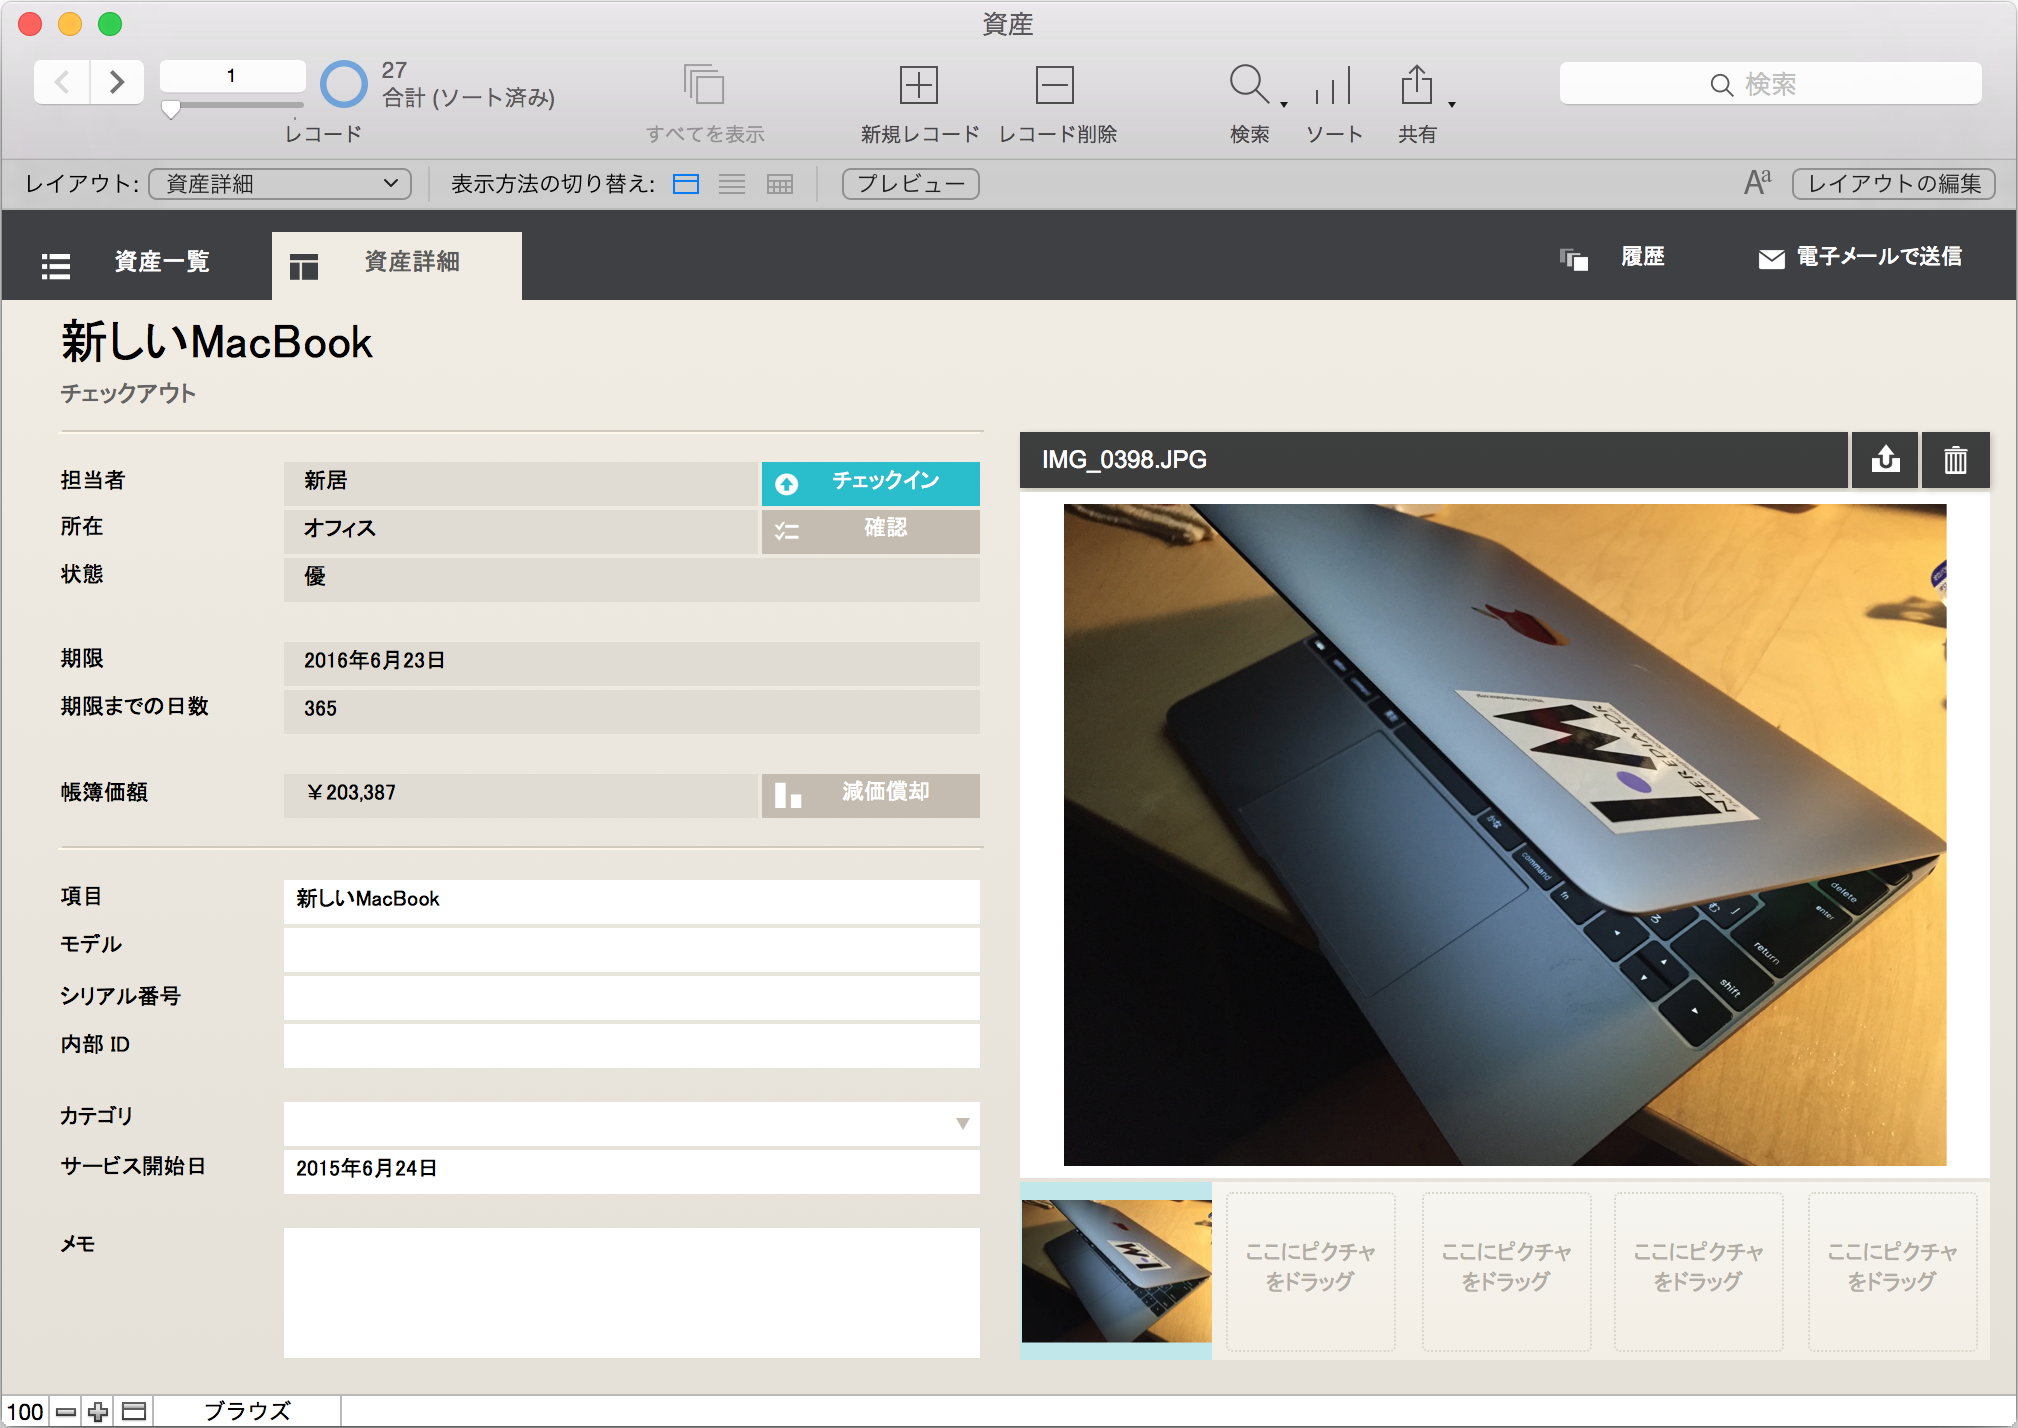 資産
1
27
合計 (ソート済み)
レコード
すべてを表示
新規レコード
レコード削除
検索
ソート
共有
検索
レイアウト: 資産詳細
表示方法の切り替え:
プレビュー
Aa
レイアウトの編集
資産一覧
資産詳細
履歴
電子メールで送信
新しいMacBook
チェックアウト
担当者 新居
チェックイン
所在 オフィス
確認
状態 優
期限 2016年6月23日
期限までの日数 365
帳簿価額 ￥203,387
減価償却
項目 新しいMacBook
モデル
シリアル番号
内部 ID
カテゴリ
サービス開始日 2015年6月24日
メモ
IMG_0398.JPG
INTER MEDIATOR
かな
command
fn
ろ
む
delete
enter
return
shift
ここにピクチャ
をドラッグ
ここにピクチャ
をドラッグ
ここにピクチャ
をドラッグ
ここにピクチャ
をドラッグ
100
ブラウズ